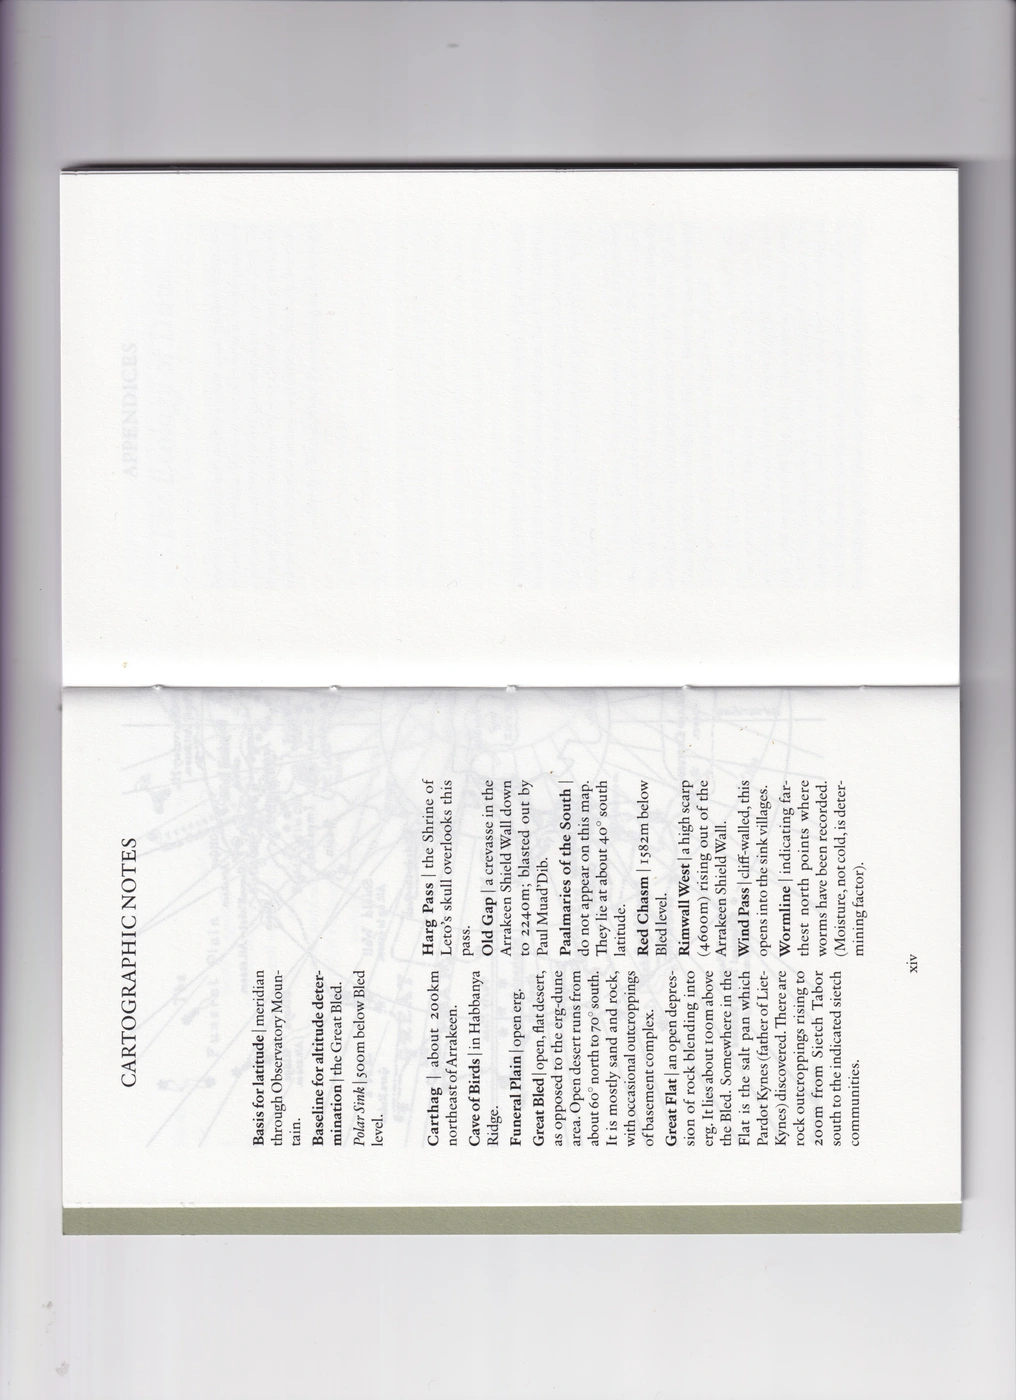 CARTOGRAPHIC NOTES
Basis for latitude | meridian
through Observatory Moun-
tain.
Baseline for altitude deter-
mination | the Great Bled.
Polar Sink | 500m below Bled
level.
Carthag | about 200km
northeast of Arrakeen.
Cave of Birds | in Habbanya
Ridge.
Funeral Plain | open erg.
Great Bled | open, flat desert,
as opposed to the erg-dune
area. Open desert runs from
about 60° north to 70° south.
It is mostly sand and rock,
with occasional outcroppings
of basement complex.
Great Flat | an open depres-
sion of rock blending into
erg. It lies about 100m above
the Bled. Somewhere in the
Flat is the salt pan which
Pardot Kynes (father of Liet-
Kynes) discovered. There are
rock outcroppings rising to
200m from Sietch Tabor
south to the indicated sietch
communities.
Harg Pass | the Shrine of
Leto's skull overlooks this
pass.
Old Gap | a crevasse in the
Arrakeen Shield Wall down
to 2240m; blasted out by
Paul Muad'Dib.
Paalmaries of the South |
do not appear on this map.
They lie at about 40° south
latitude.
Red Chasm | 1582m below
Bled level.
Rimwall West | a high scarp
(4600m) rising out of the
Arrakeen Shield Wall.
Wind Pass | cliff-walled, this
opens into the sink villages.
Wormline | indicating far-
thest north points where
worms have been recorded.
(Moisture, not cold, is deter-
mining factor).
xiv
APPENDICES